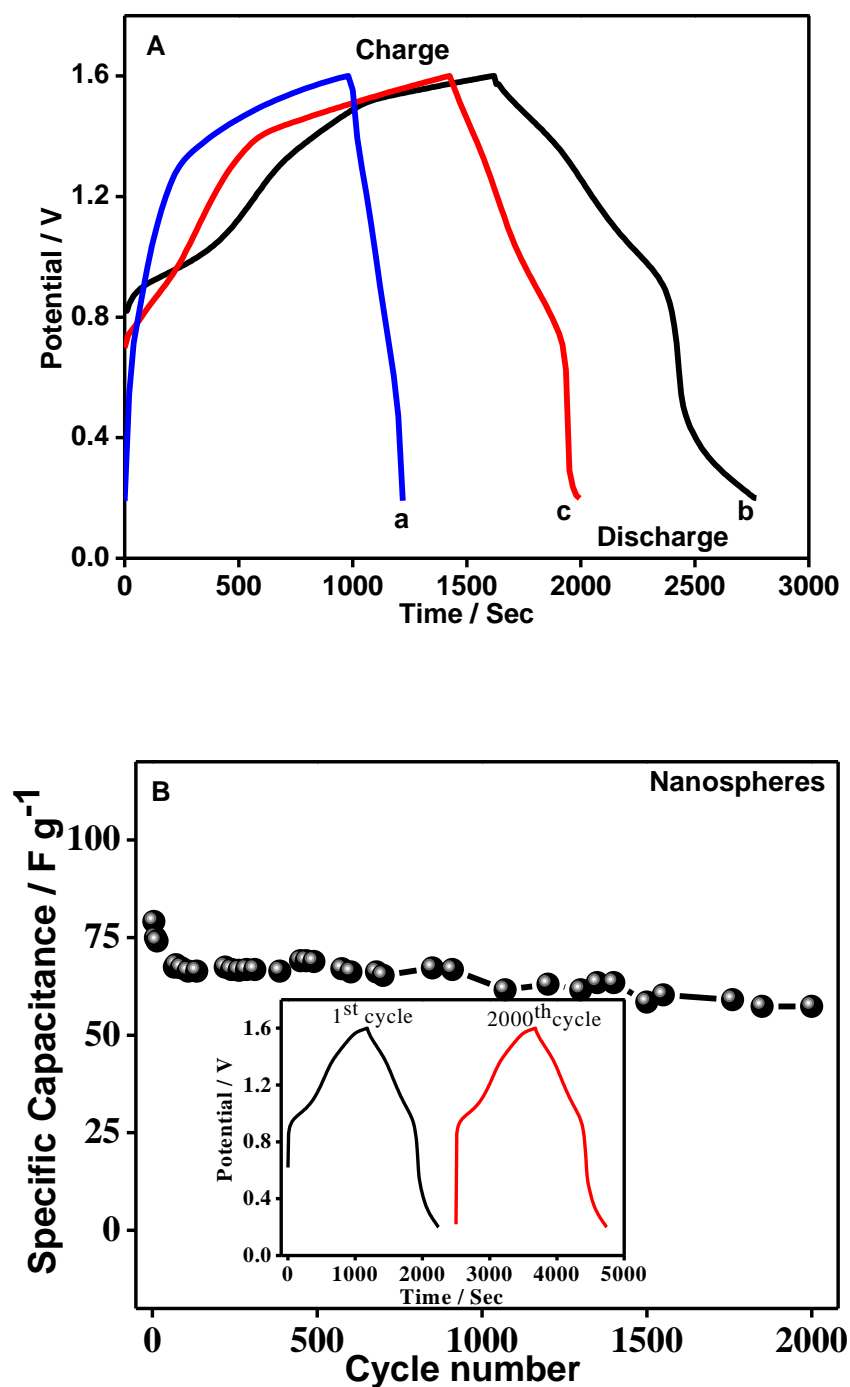 A
Charge
1.6
1.2
0.8
0.4
0.0
Potential / V
a
c
b
Discharge
0 500 1000 1500 2000 2500 3000
Time / Sec
B
Nanospheres
100
75
50
25
0
Specific Capacitance / F g-1
1st cycle
2000th cycle
1.6
1.2
0.8
0.4
0.0
Potential / V
0 1000 2000 3000 4000 5000
Time / Sec
0 500 1000 1500 2000
Cycle number